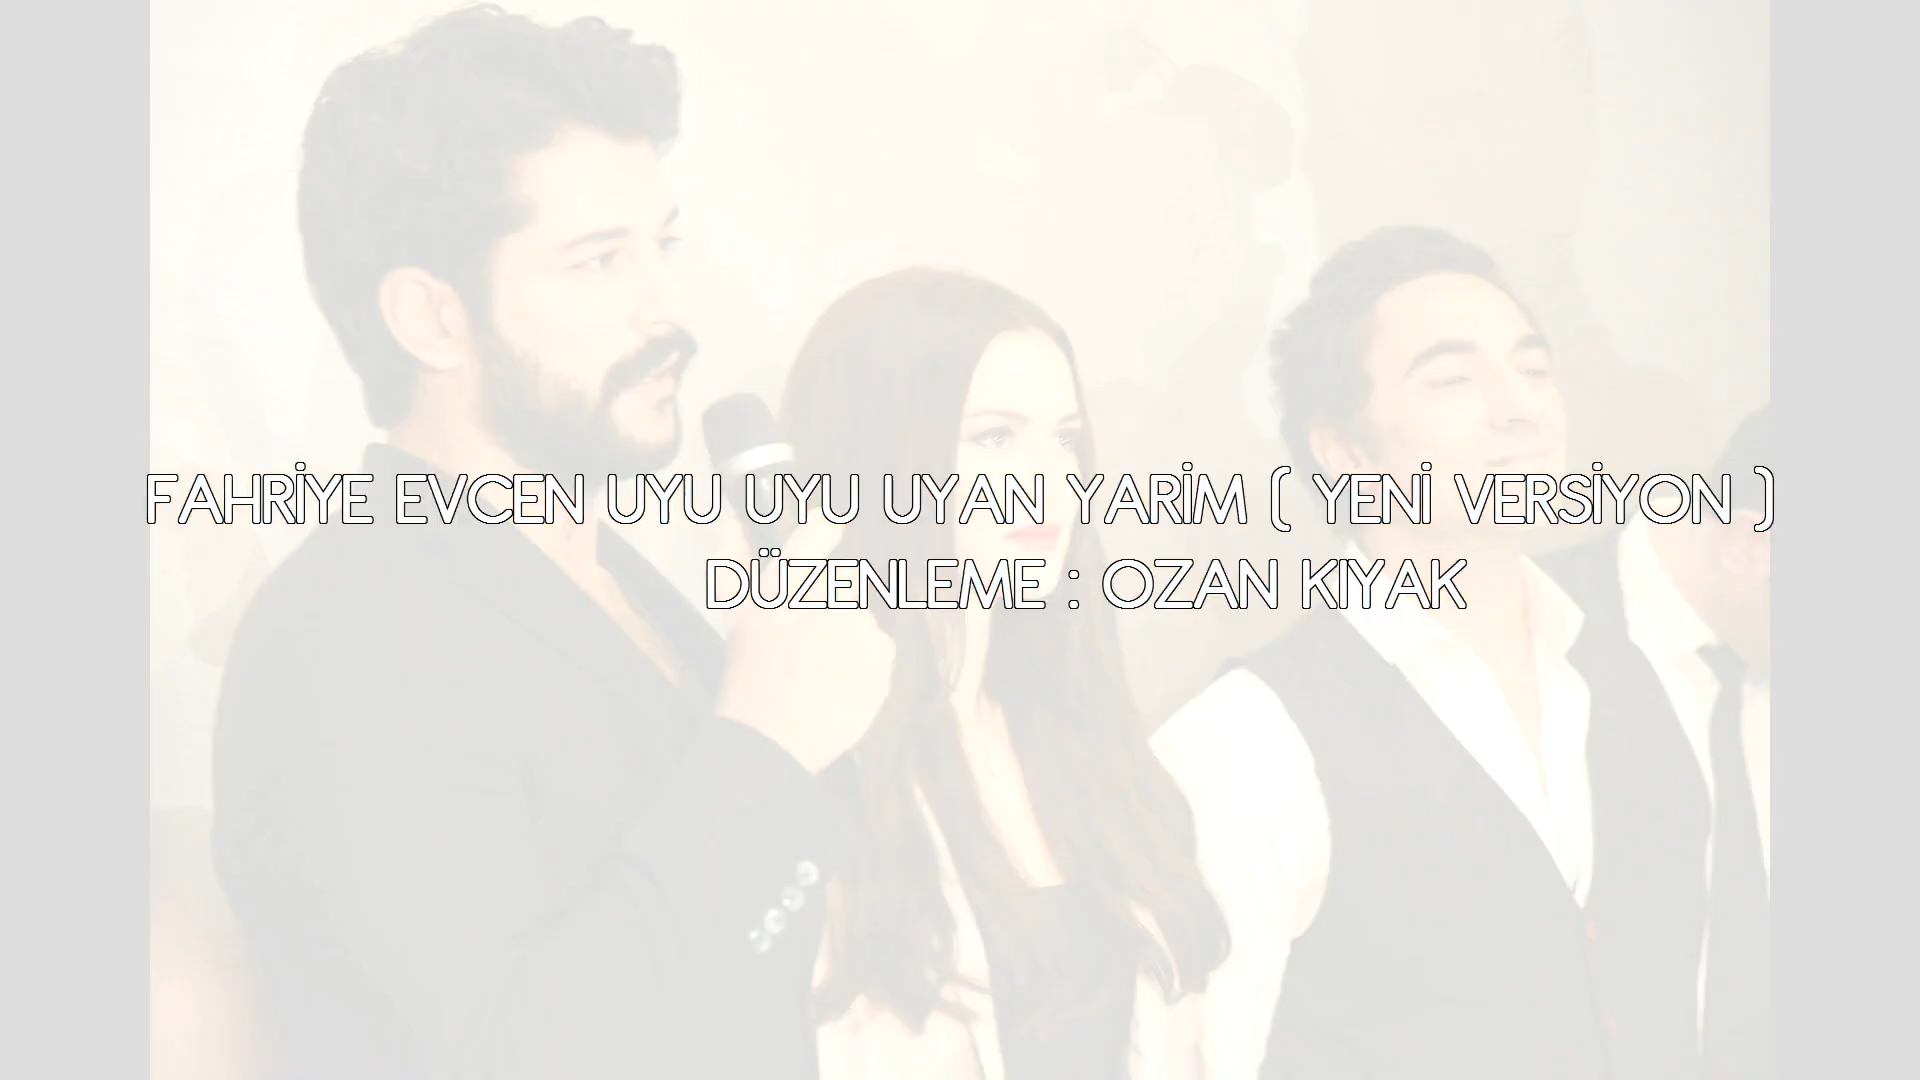 FAHRİYE EVCEN UYU UYU UYAN YARİM ( YENİ VERSİYON )
DÜZENLEME : OZAN KIYAK